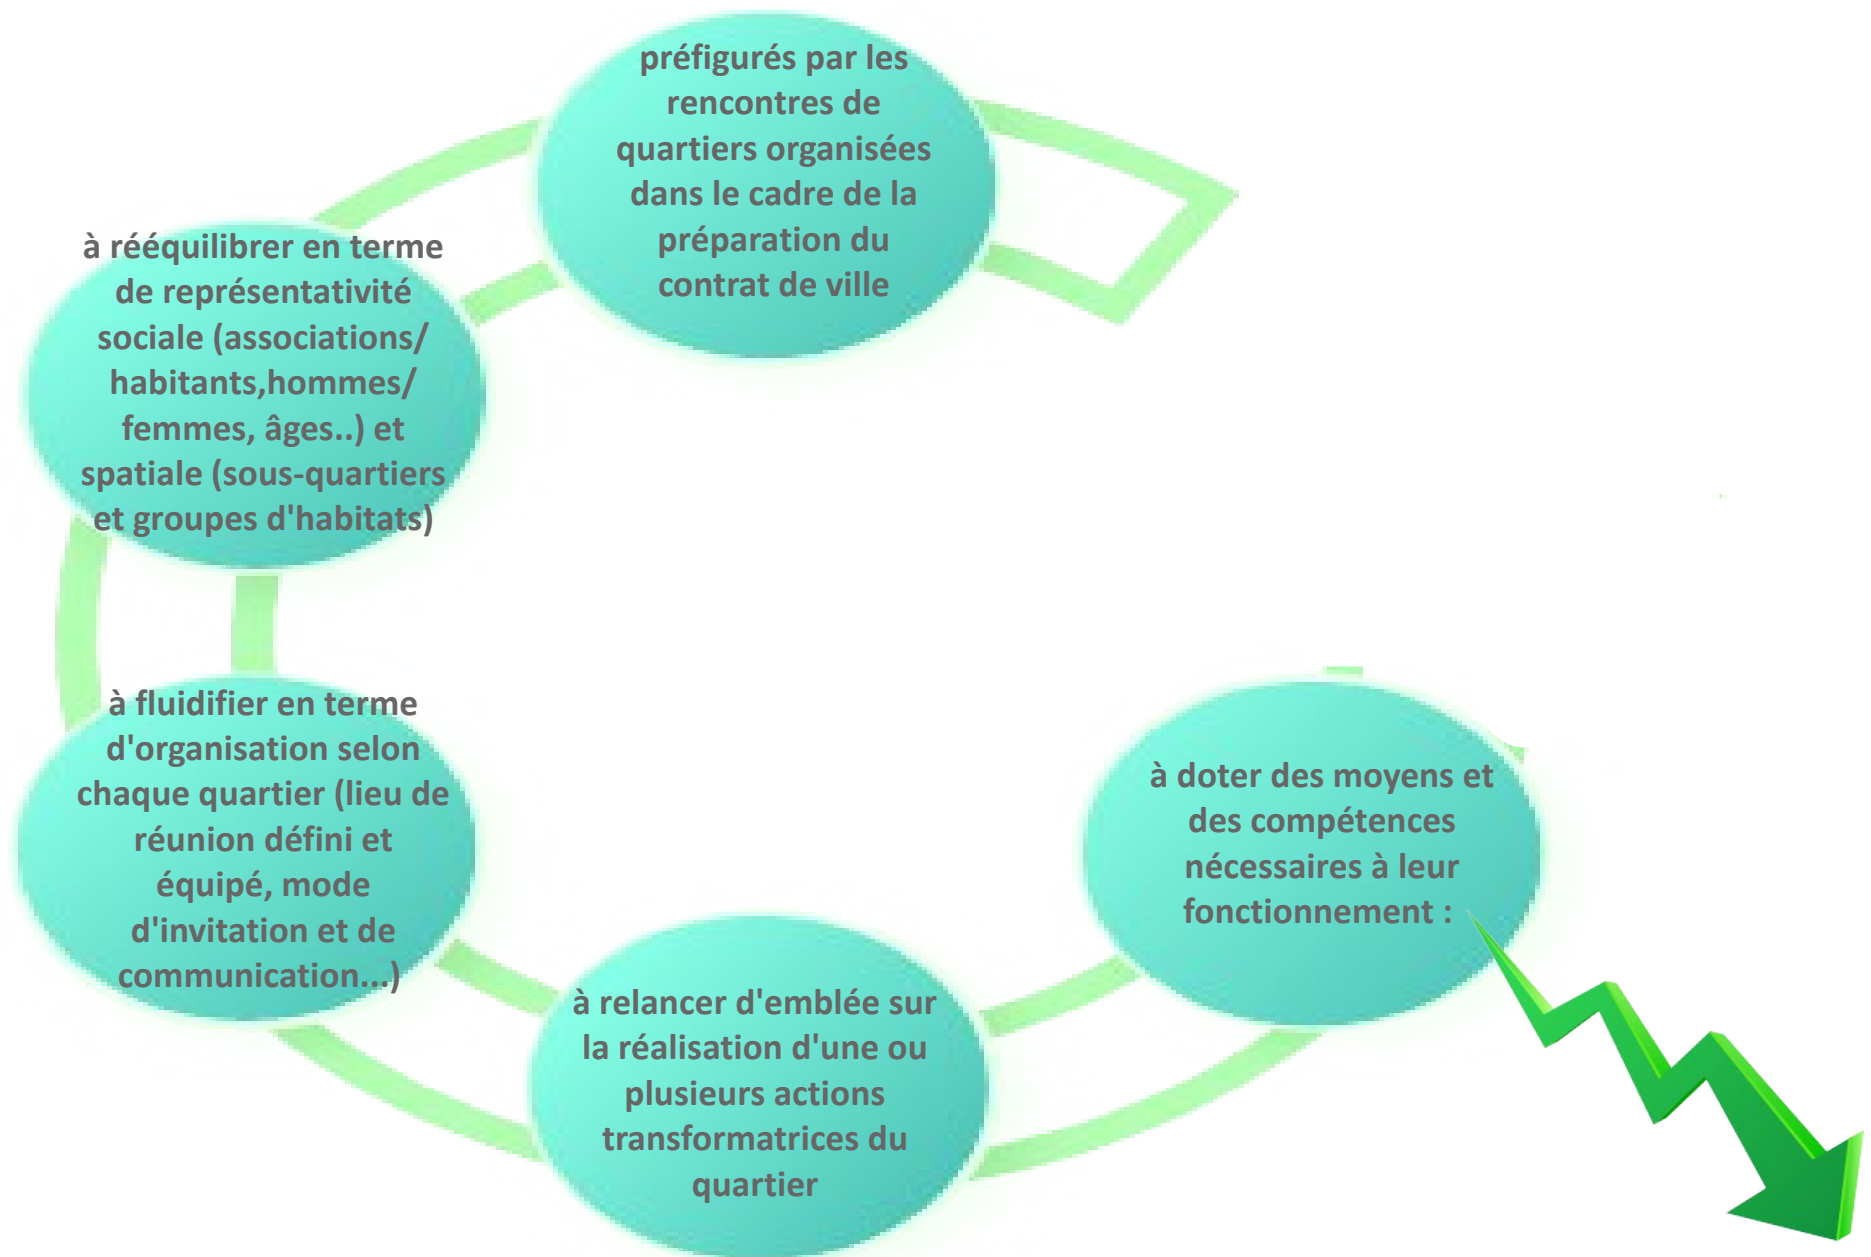 préfigurés par les
rencontres de
quartiers organisées
dans le cadre de la
préparation du
contrat de ville
à rééquilibrer en terme
de représentativité
sociale (associations/
habitants,hommes/
femmes, âges..) et
spatiale (sous-quartiers
et groupes d'habitats)
à fluidifier en terme
d'organisation selon
chaque quartier (lieu de
réunion défini et
équipé, mode
d'invitation et de
communication...)
à relancer d'emblée sur
la réalisation d'une ou
plusieurs actions
transformatrices du
quartier
à doter des moyens et
des compétences
nécessaires à leur
fonctionnement :